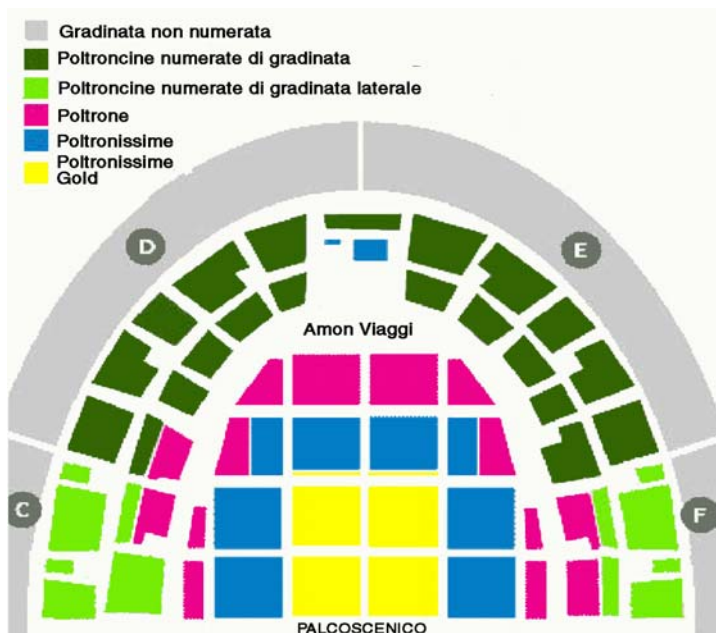 Gradinata non numerata
Poltroncine numerate di gradinata
Poltroncine numerate di gradinata laterale
Poltrone
Poltronissime
Poltronissime
Gold
D
E
Amon Viaggi
C
F
PALCOSCENICO